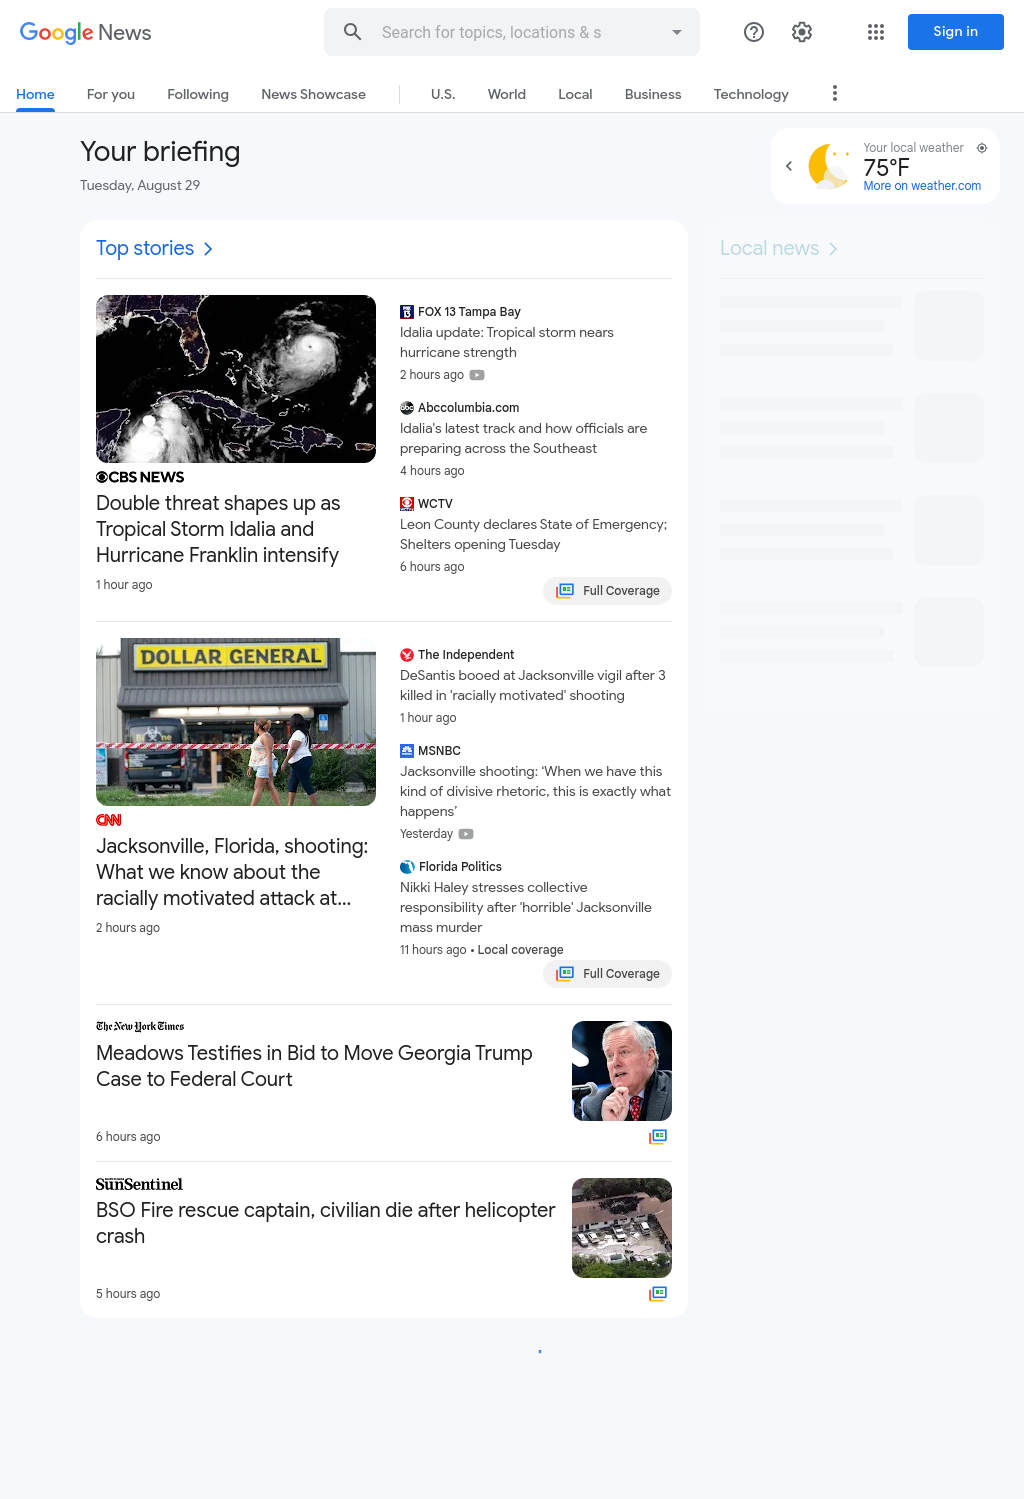 Google News
Search for topics, locations & s
Sign in
Home
For you
Following
News Showcase
U.S.
World
Local
Business
Technology
Your briefing
Tuesday, August 29
Your local weather
75°F
More on weather.com
Top stories
Local news
CBS NEWS
Double threat shapes up as
Tropical Storm Idalia and
Hurricane Franklin intensify
1 hour ago
FOX 13 Tampa Bay
Idalia update: Tropical storm nears
hurricane strength
2 hours ago
abc
Abccolumbia.com
Idalia's latest track and how officials are
preparing across the Southeast
4 hours ago
WCTV
Leon County declares State of Emergency;
Shelters opening Tuesday
6 hours ago
Full Coverage
DOLLAR GENERAL
CNN
Jacksonville, Florida, shooting:
What we know about the
racially motivated attack at...
2 hours ago
The Independent
DeSantis booed at Jacksonville vigil after 3
killed in 'racially motivated' shooting
1 hour ago
MSNBC
Jacksonville shooting: ‘When we have this
kind of divisive rhetoric, this is exactly what
happens’
Yesterday
Florida Politics
Nikki Haley stresses collective
responsibility after 'horrible' Jacksonville
mass murder
11 hours ago • Local coverage
Full Coverage
The New York Times
Meadows Testifies in Bid to Move Georgia Trump
Case to Federal Court
6 hours ago
SunSentinel
BSO Fire rescue captain, civilian die after helicopter
crash
5 hours ago